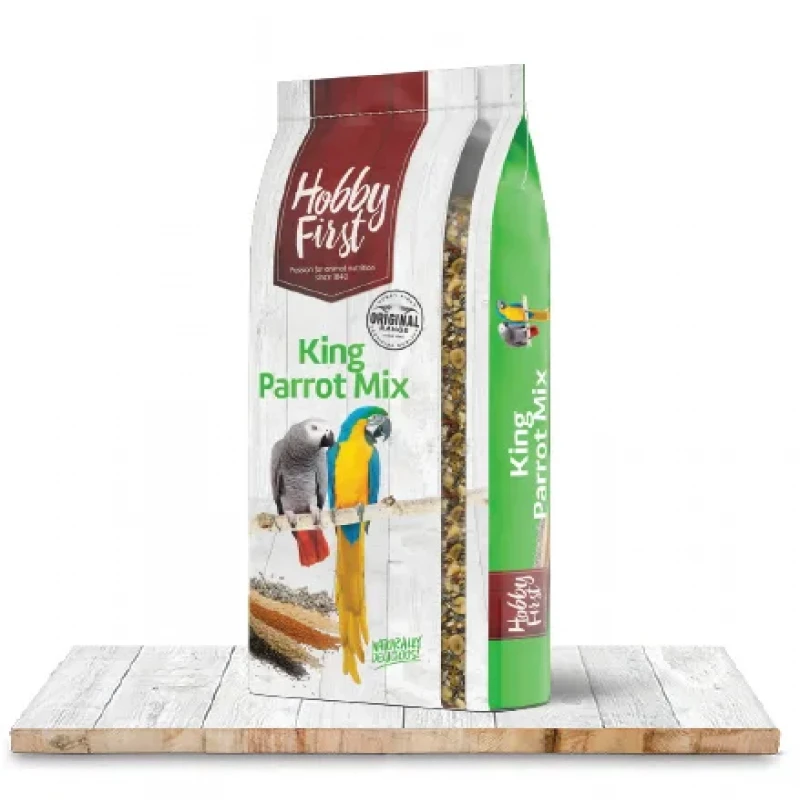 Hobby
First
Passion for animal nutrition
since 1842
ORIGINAL
RANGE
King
Parrot Mix
NATURALLY
DELICIOUS!
King
Parrot Mix
Hobby
First